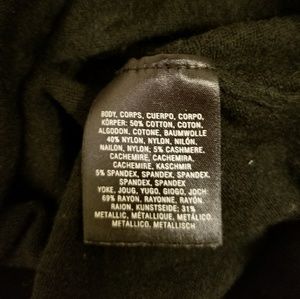 BODY, CORPS, CUERPO, CORPO,
KÖRPER: 50% COTTON, COTON,
ALGODON, COTONE, BAUMWOLLE
40% NYLON, NYLON, NILÓN,
NAILON, NYLON; 5% CASHMERE,
CACHEMIRE, CACHEMIRA,
CACHEMIRE, KASCHMIR
5% SPANDEX, SPANDEX, SPANDEX,
SPANDEX, SPANDEX
YOKE, JOUG, YUGO, GIOGO, JOCH:
69% RAYON, RAYONNE, RAYÓN,
RAION, KUNSTSEIDE; 31%
METALLIC, MÉTALLIQUE, METÁLICO,
METALLICO, METALLISCH